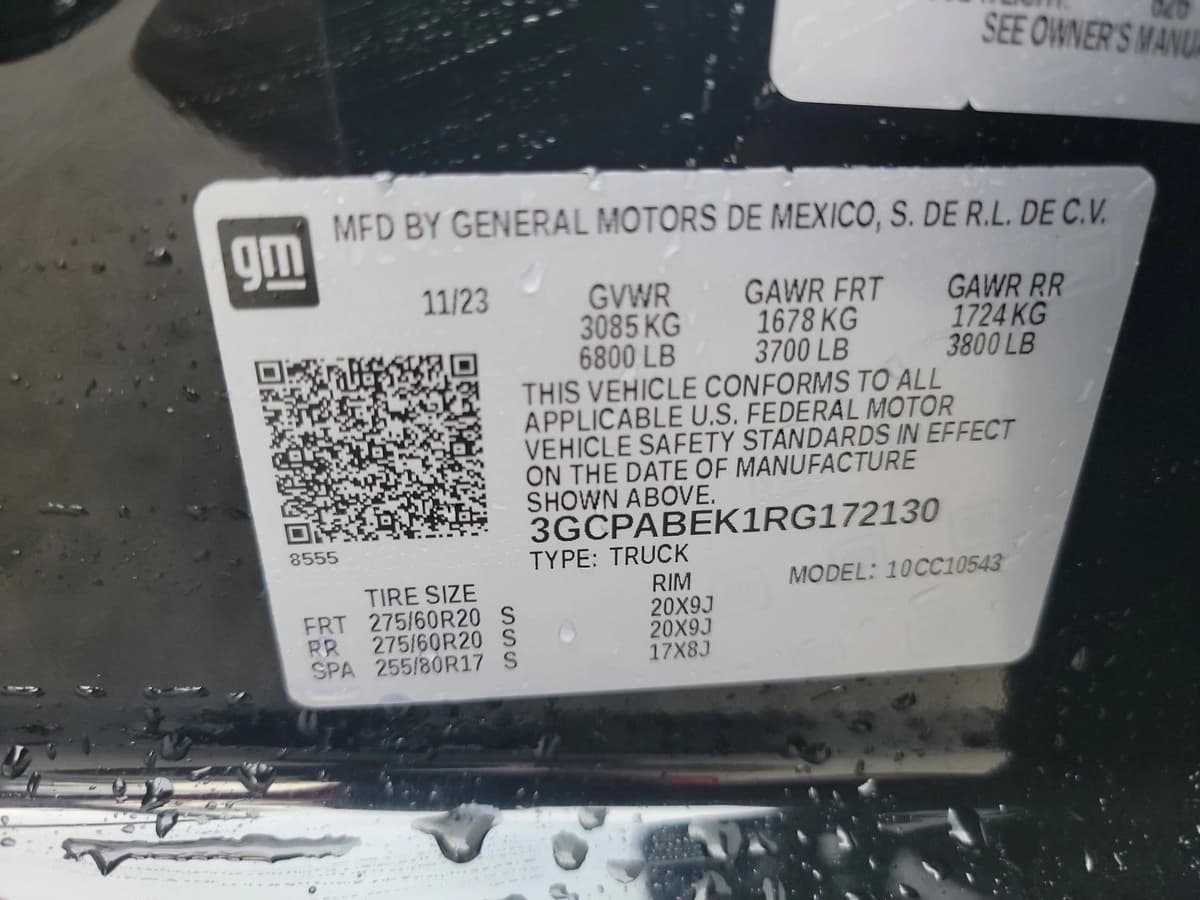 626
SEE OWNER'S MANUA
gm
MFD BY GENERAL MOTORS DE MEXICO, S. DE R.L. DE C.V.
11/23
GVWR GAWR FRT GAWR RR
3085 KG 1678 KG 1724 KG
6800 LB 3700 LB 3800 LB
THIS VEHICLE CONFORMS TO ALL
APPLICABLE U.S. FEDERAL MOTOR
VEHICLE SAFETY STANDARDS IN EFFECT
ON THE DATE OF MANUFACTURE
SHOWN ABOVE.
3GCPABEK1RG172130
8555
TYPE: TRUCK MODEL: 10CC10543
TIRE SIZE RIM
FRT 275/60R20 S 20X9J
RR 275/60R20 S 20X9J
SPA 255/80R17 S 17X8J